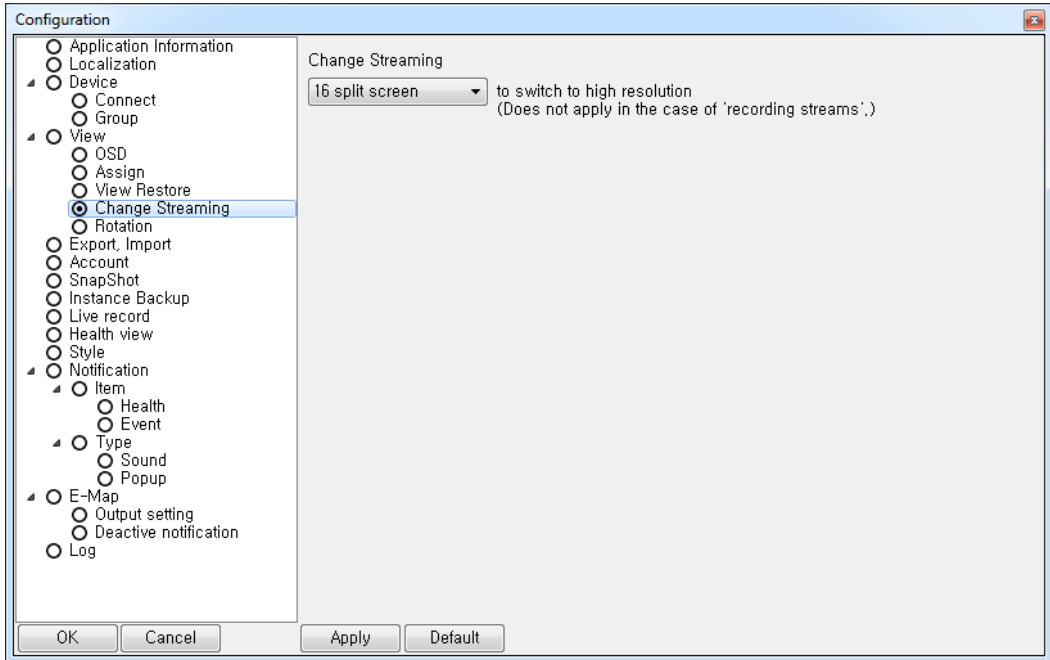 Configuration
Application Information
Localization
Device
Connect
Group
View
OSD
Assign
View Restore
Change Streaming
Rotation
Export, Import
Account
SnapShot
Instance Backup
Live record
Health view
Style
Notification
Item
Health
Event
Type
Sound
Popup
E-Map
Output setting
Deactive notification
Log
OK
Cancel
Change Streaming
16 split screen
to switch to high resolution
(Does not apply in the case of 'recording streams',)
Apply
Default